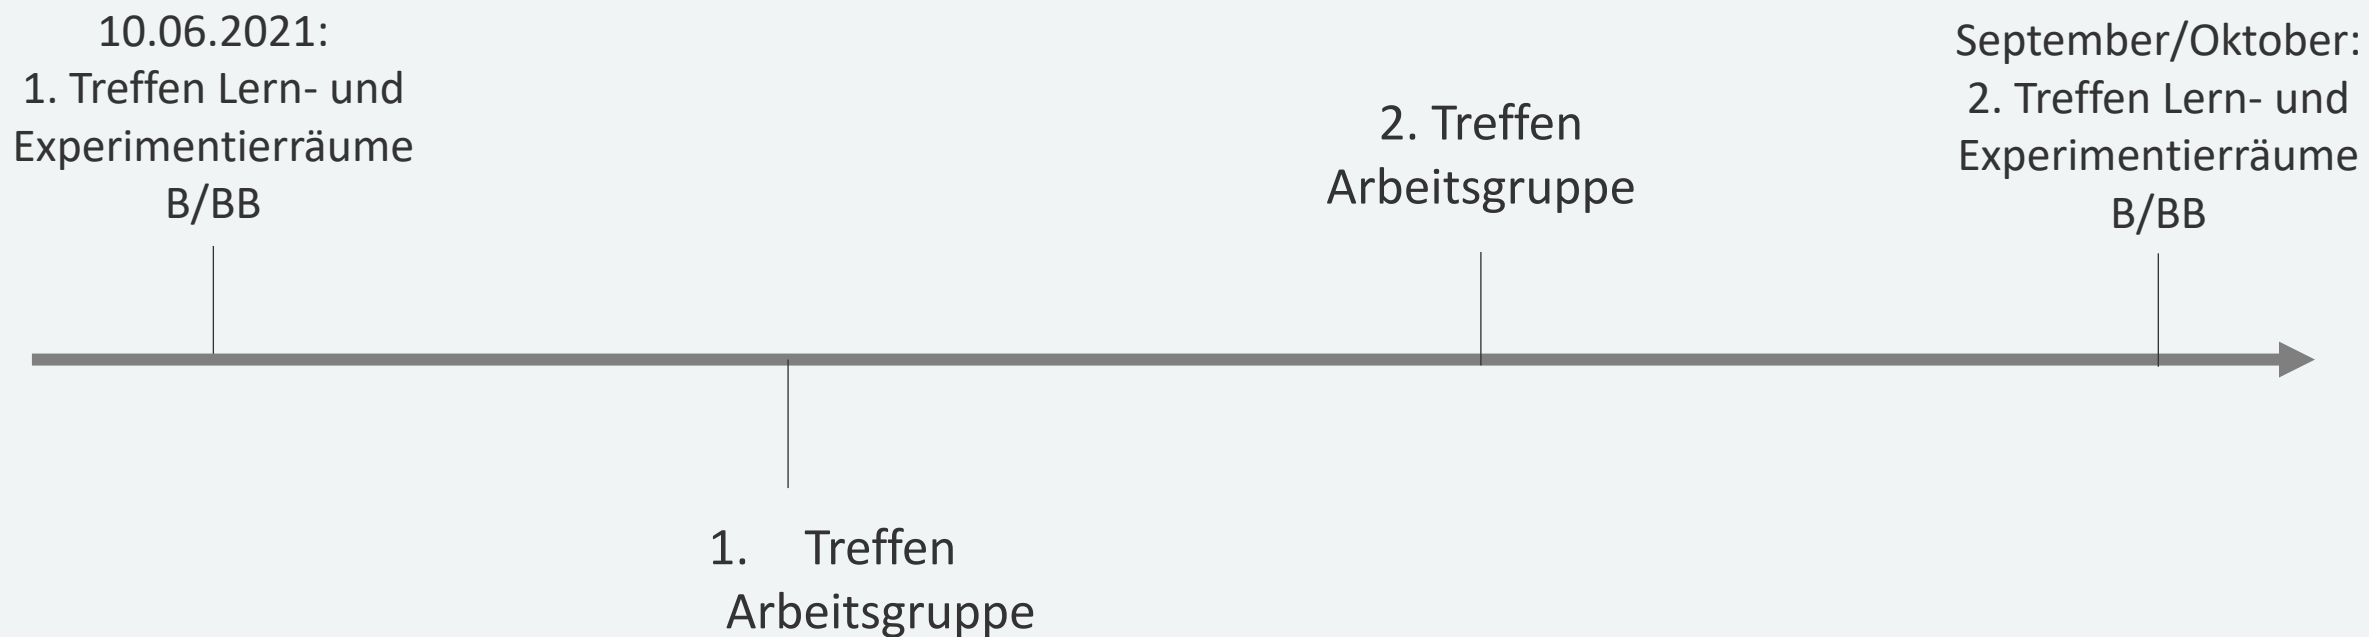 10.06.2021:
1. Treffen Lern- und
Experimentierräume
B/BB
1. Treffen
Arbeitsgruppe
2. Treffen
Arbeitsgruppe
September/Oktober:
2. Treffen Lern- und
Experimentierräume
B/BB